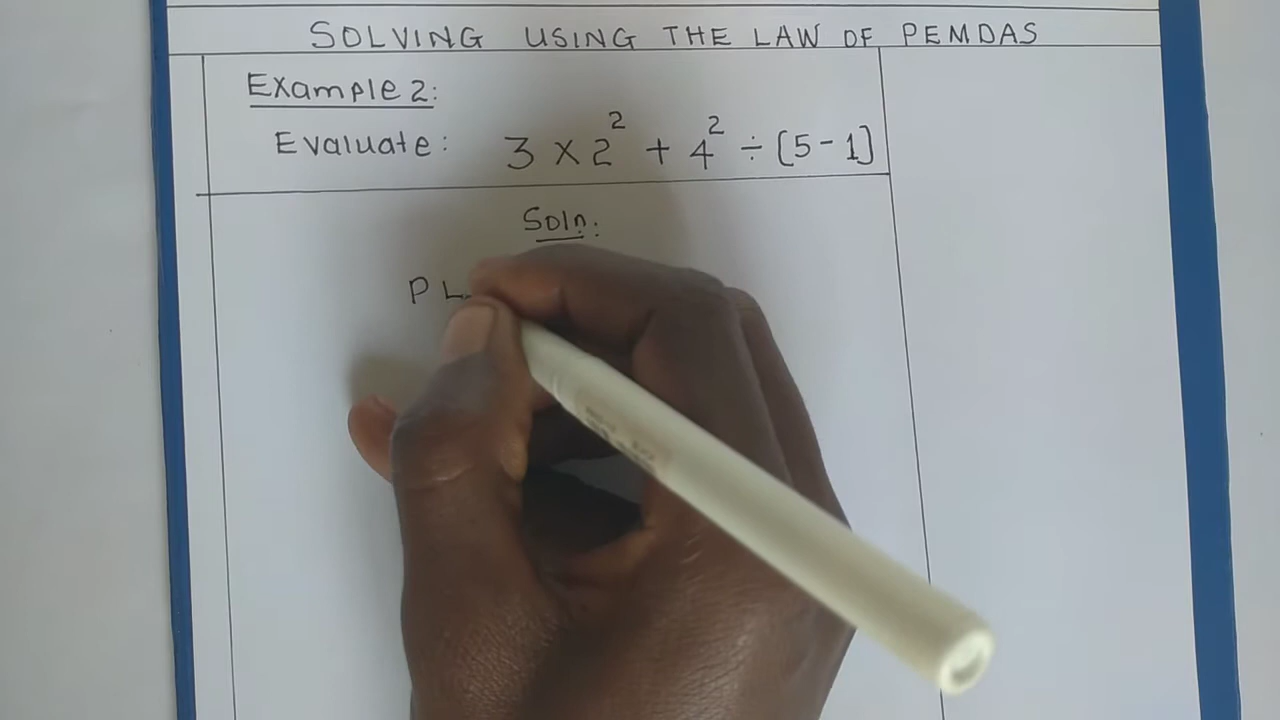 SOLVING USING THE LAW OF PEMDAS
Example 2:
Evaluate: 3 × 2² + 4² ÷ [5 - 1]
Soln:
P